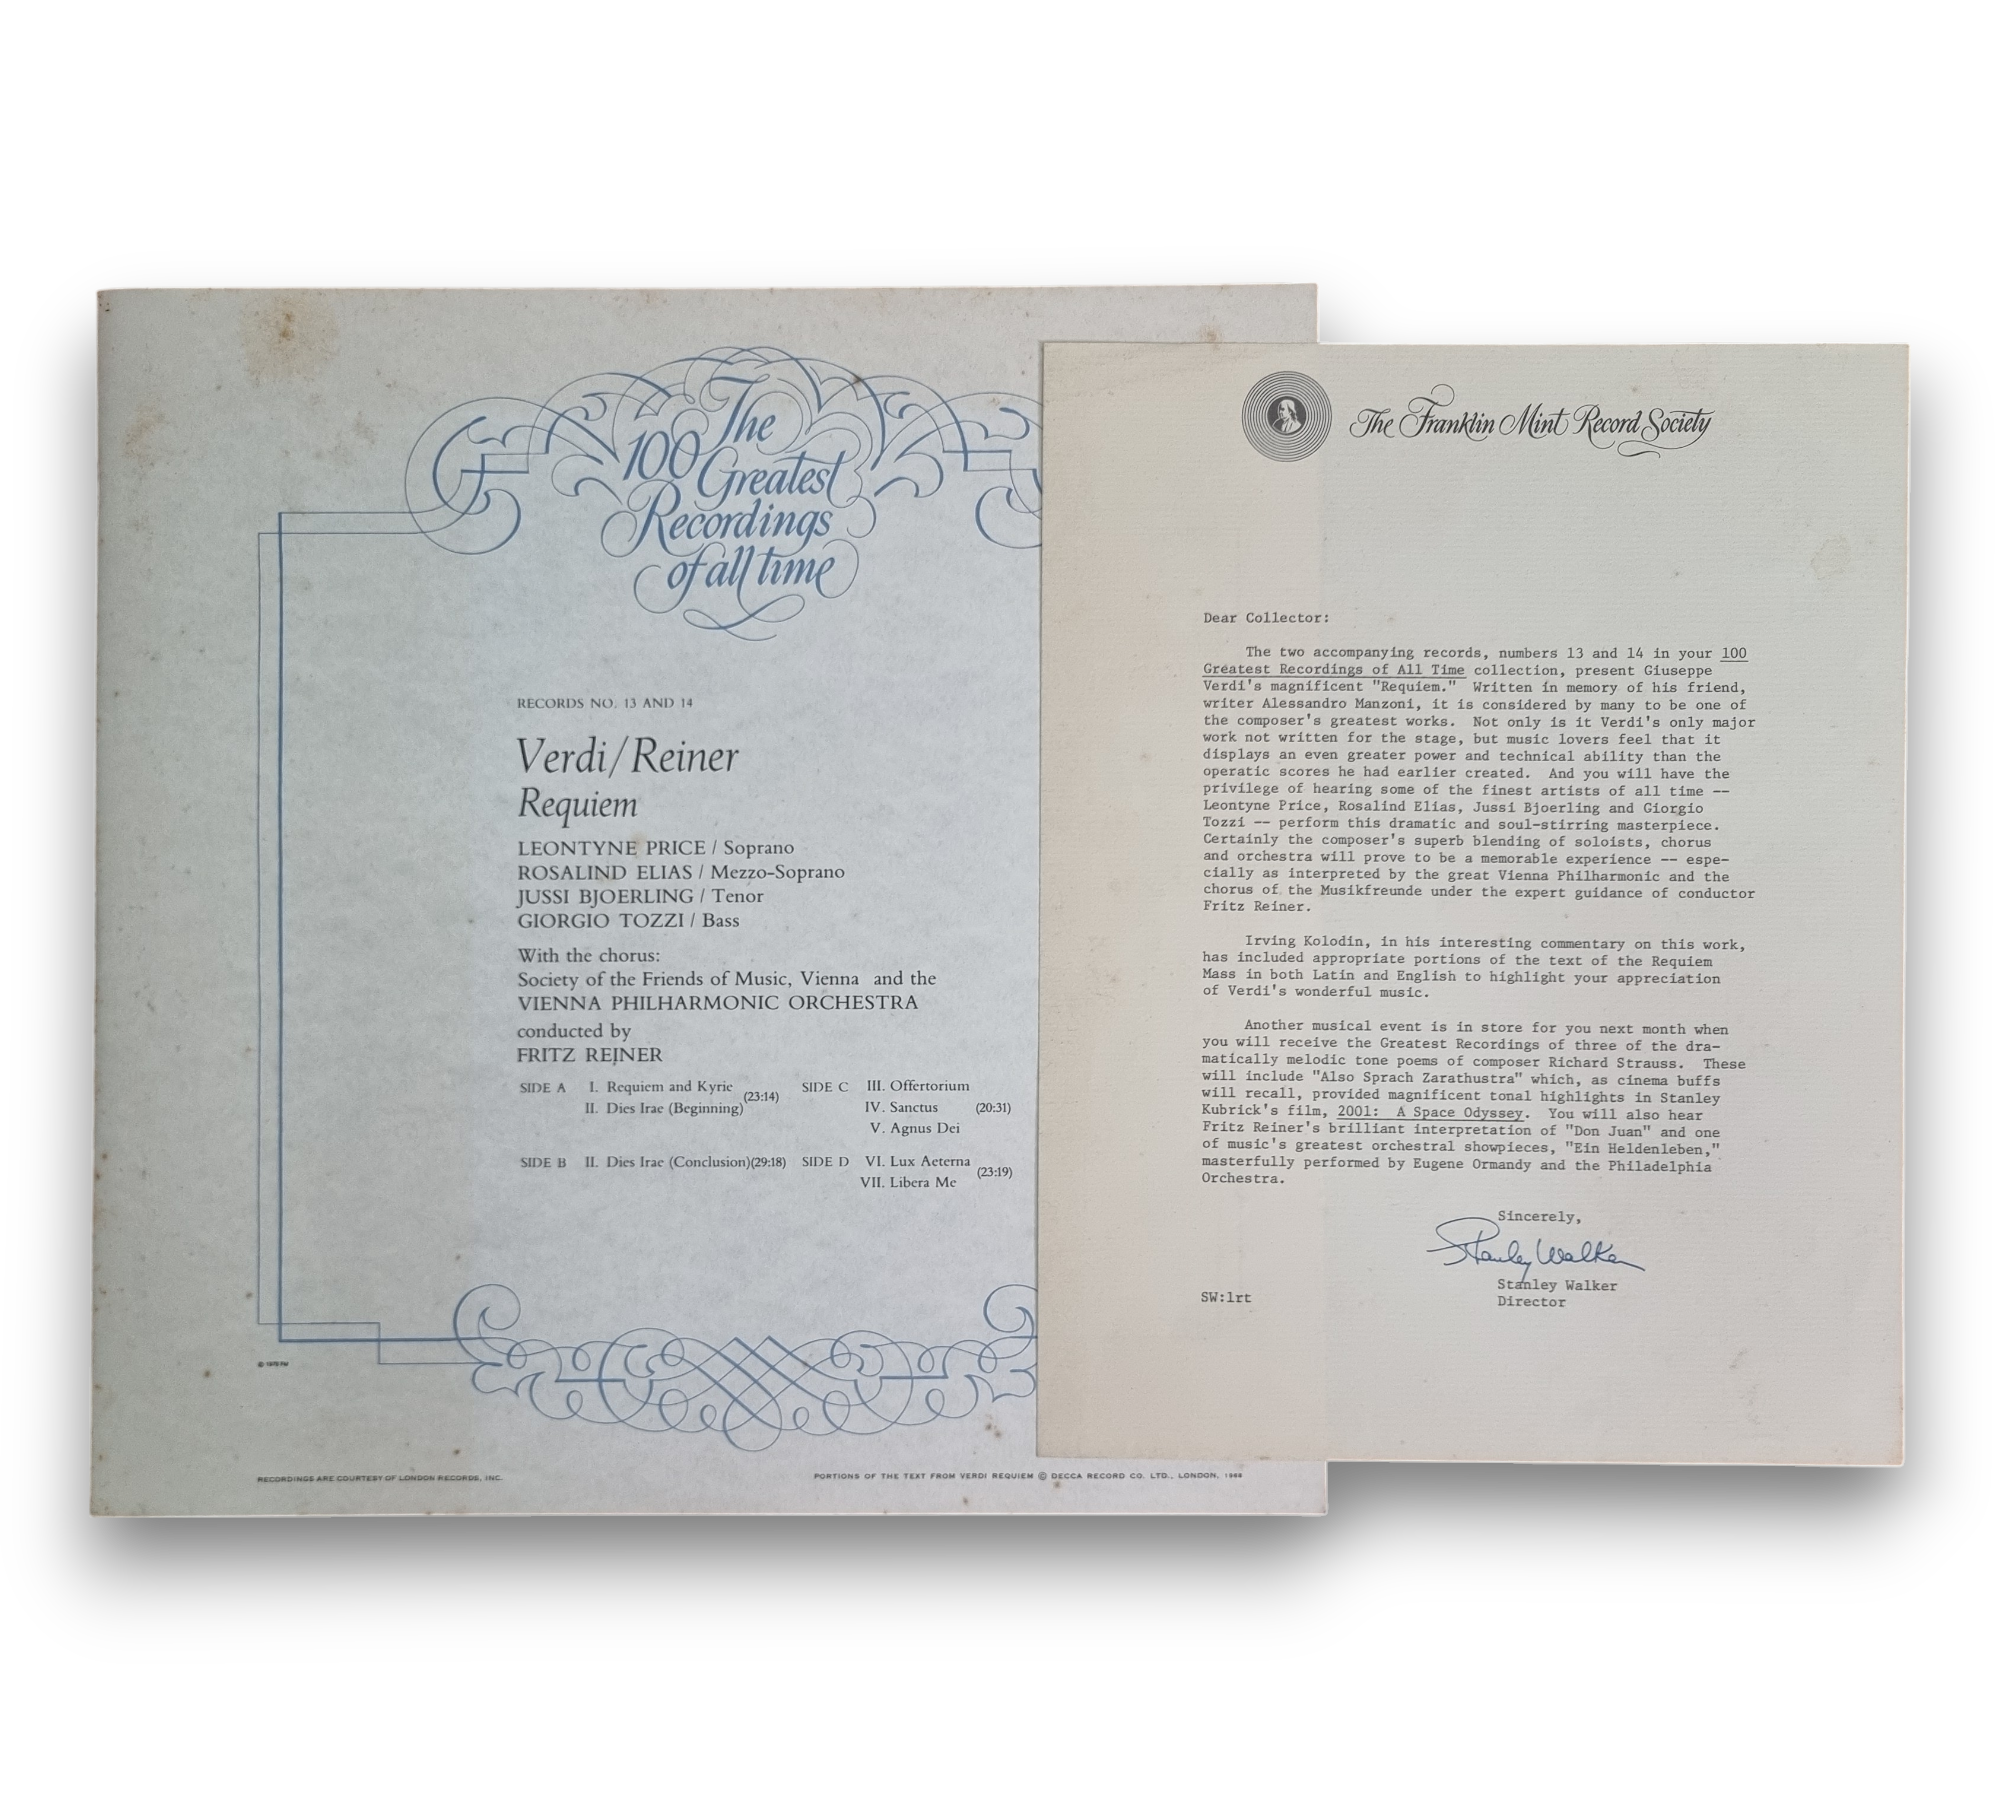 The
100 Greatest
Recordings
of all time
RECORDS NO. 13 AND 14
Verdi/Reiner
Requiem
LEONTYNE PRICE / Soprano
ROSALIND ELIAS / Mezzo-Soprano
JUSSI BJOERLING / Tenor
GIORGIO TOZZI / Bass
With the chorus:
Society of the Friends of Music, Vienna and the
VIENNA PHILHARMONIC ORCHESTRA
conducted by
FRITZ REINER
SIDE A I. Requiem and Kyrie (23:14)
II. Dies Irae (Beginning)
SIDE B II. Dies Irae (Conclusion)(29:18)
SIDE C III. Offertorium
IV. Sanctus (20:31)
V. Agnus Dei
SIDE D VI. Lux Aeterna (23:19)
VII. Libera Me
RECORDINGS ARE COURTESY OF LONDON RECORDS, INC.
PORTIONS OF THE TEXT FROM VERDI REQUIEM © DECCA RECORD CO. LTD., LONDON, 1968
The Franklin Mint Record Society
Dear Collector:
The two accompanying records, numbers 13 and 14 in your 100
Greatest Recordings of All Time collection, present Giuseppe
Verdi's magnificent "Requiem." Written in memory of his friend,
writer Alessandro Manzoni, it is considered by many to be one of
the composer's greatest works. Not only is it Verdi's only major
work not written for the stage, but music lovers feel that it
displays an even greater power and technical ability than the
operatic scores he had earlier created. And you will have the
privilege of hearing some of the finest artists of all time --
Leontyne Price, Rosalind Elias, Jussi Bjoerling and Giorgio
Tozzi -- perform this dramatic and soul-stirring masterpiece.
Certainly the composer's superb blending of soloists, chorus
and orchestra will prove to be a memorable experience -- espe-
cially as interpreted by the great Vienna Philharmonic and the
chorus of the Musikfreunde under the expert guidance of conductor
Fritz Reiner.
Irving Kolodin, in his interesting commentary on this work,
has included appropriate portions of the text of the Requiem
Mass in both Latin and English to highlight your appreciation
of Verdi's wonderful music.
Another musical event is in store for you next month when
you will receive the Greatest Recordings of three of the dra-
matically melodic tone poems of composer Richard Strauss. These
will include "Also Sprach Zarathustra" which, as cinema buffs
will recall, provided magnificent tonal highlights in Stanley
Kubrick's film, 2001: A Space Odyssey. You will also hear
Fritz Reiner's brilliant interpretation of "Don Juan" and one
of music's greatest orchestral showpieces, "Ein Heldenleben,"
masterfully performed by Eugene Ormandy and the Philadelphia
Orchestra.
Sincerely,
Stanley Walker
Stanley Walker
Director
SW:lrt